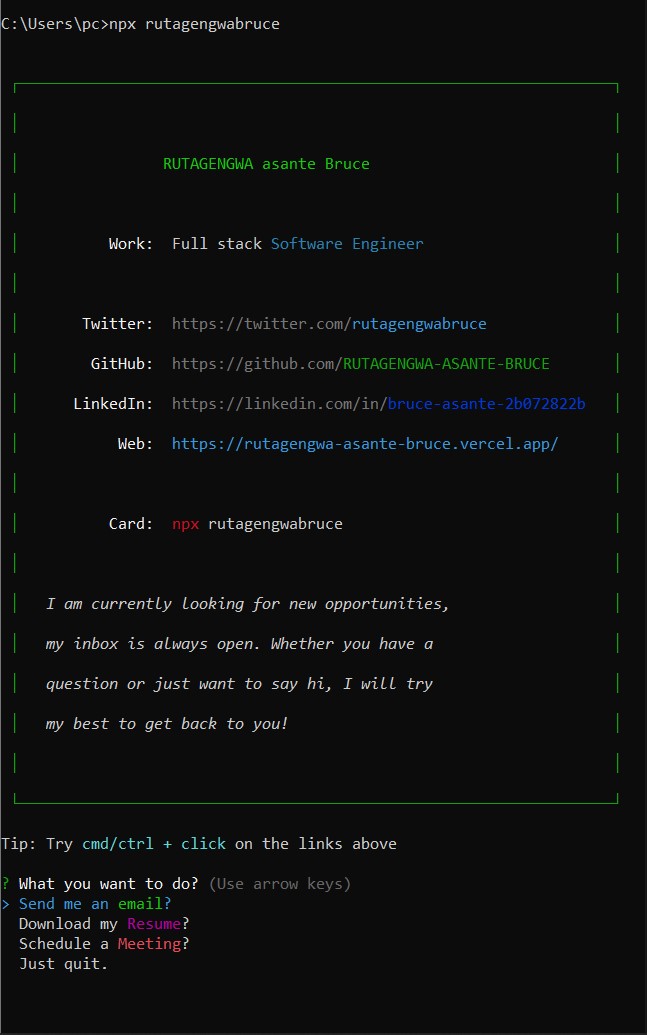 C:\Users\pc>npx rutagengwabruce
RUTAGENGWA asante Bruce
Work: Full stack Software Engineer
Twitter: https://twitter.com/rutagengwabruce
GitHub: https://github.com/RUTAGENGWA-ASANTE-BRUCE
LinkedIn: https://linkedin.com/in/bruce-asante-2b072822b
Web: https://rutagengwa-asante-bruce.vercel.app/
Card: npx rutagengwabruce
I am currently looking for new opportunities,
my inbox is always open. Whether you have a
question or just want to say hi, I will try
my best to get back to you!
Tip: Try cmd/ctrl + click on the links above
? What you want to do? (Use arrow keys)
> Send me an email?
Download my Resume?
Schedule a Meeting?
Just quit.